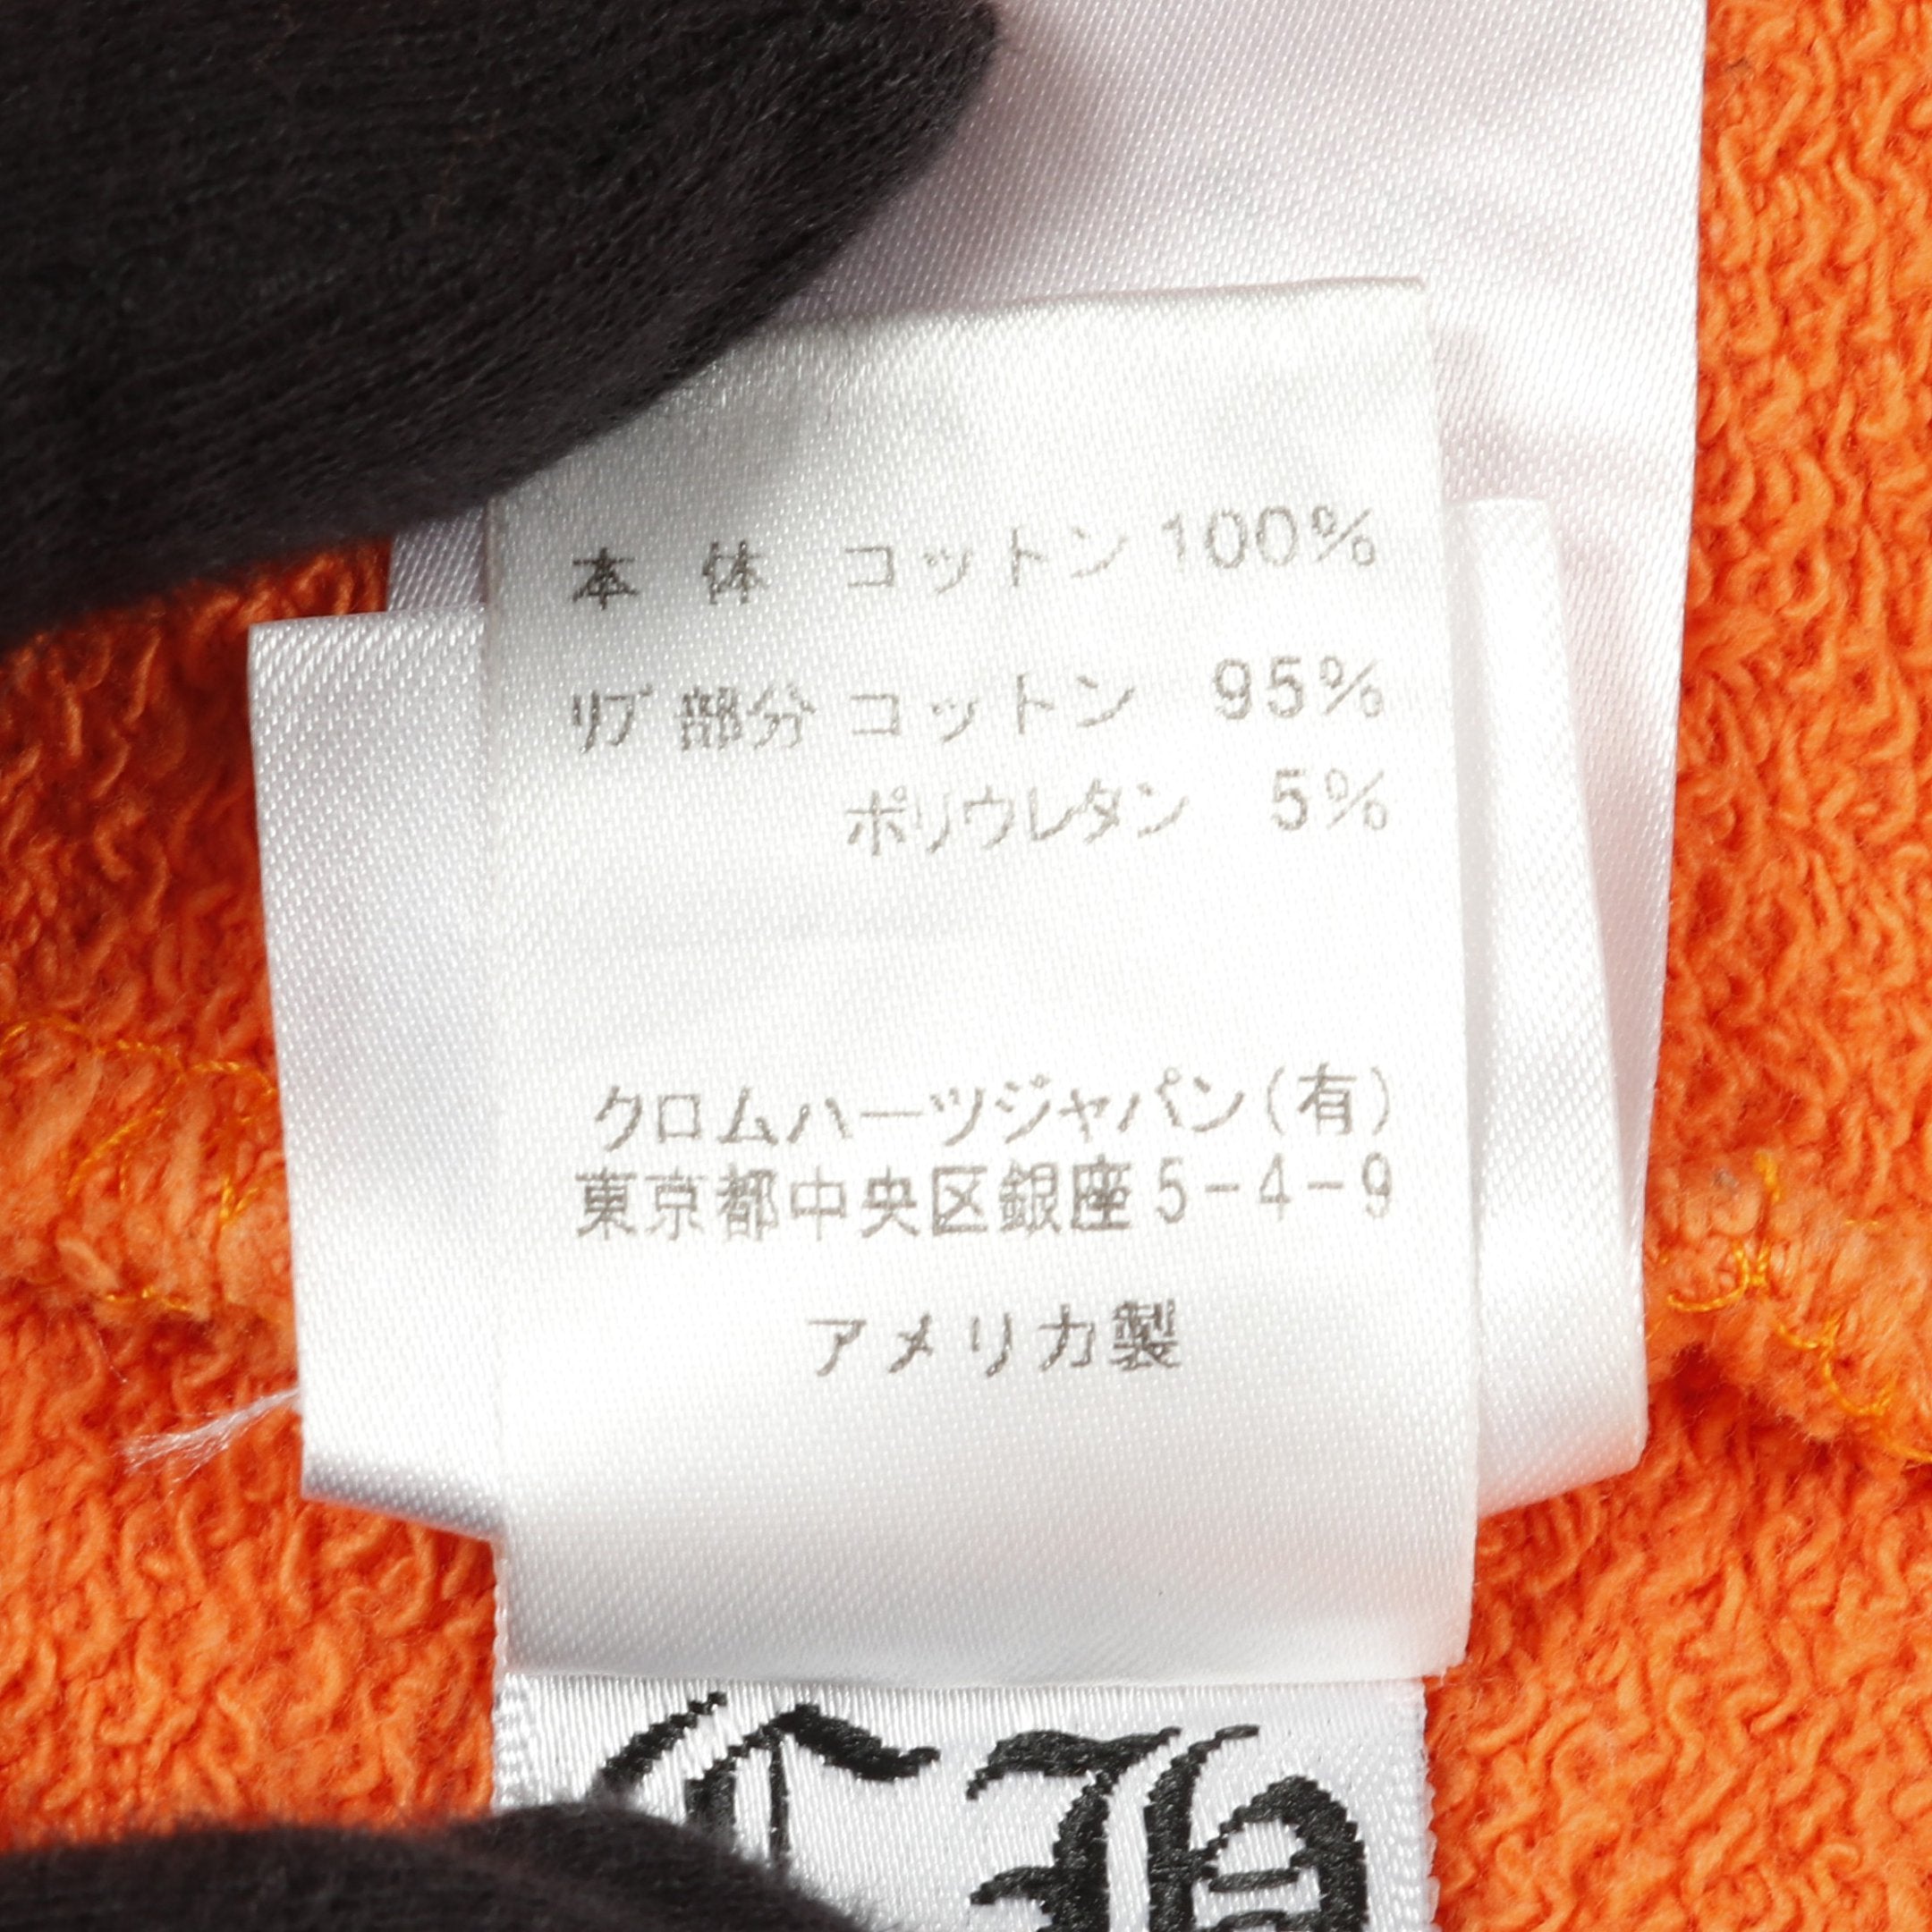 本体 コットン 100%
リブ部分 コットン 95%
ポリウレタン 5%
クロムハーツジャパン(有)
東京都中央区銀座5-4-9
アメリカ製